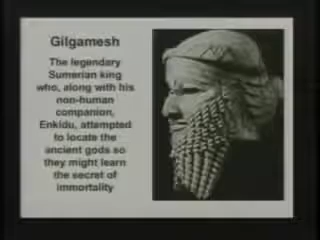 Gilgamesh
The legendary
Sumerian king
who, along with his
non-human
companion,
Enkidu, attempted
to locate the
ancient gods so
they might learn
the secret of
immortality